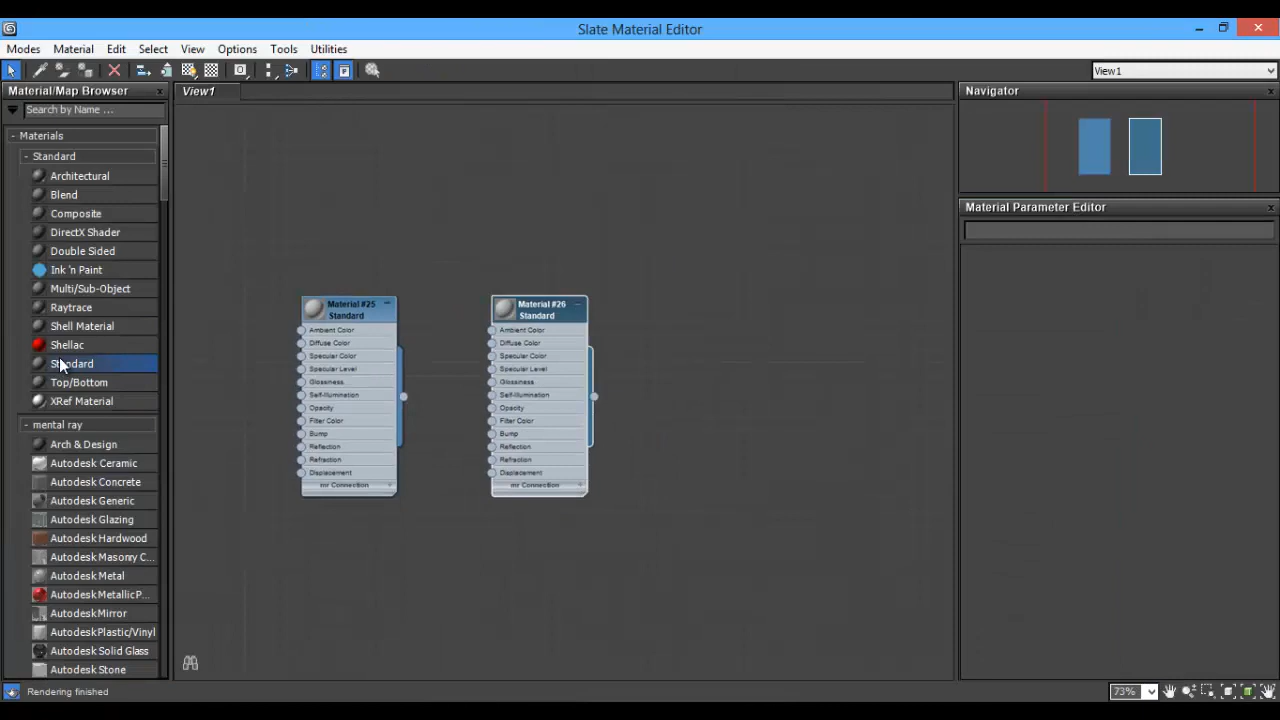 Slate Material Editor
Modes Material Edit Select View Options Tools Utilities
View1
Material/Map Browser
Search by Name ...
- Materials
- Standard
Architectural
Blend
Composite
DirectX Shader
Double Sided
Ink 'n Paint
Multi/Sub-Object
Raytrace
Shell Material
Shellac
Standard
Top/Bottom
XRef Material
- mental ray
Arch & Design
Autodesk Ceramic
Autodesk Concrete
Autodesk Generic
Autodesk Glazing
Autodesk Hardwood
Autodesk Masonry C...
Autodesk Metal
Autodesk Metallic P...
Autodesk Mirror
Autodesk Plastic/Vinyl
Autodesk Solid Glass
Autodesk Stone
View1
Material #25
Standard
Ambient Color
Diffuse Color
Specular Color
Specular Level
Glossiness
Self-Illumination
Opacity
Filter Color
Bump
Reflection
Refraction
Displacement
mr Connection +
Material #26
Standard
Ambient Color
Diffuse Color
Specular Color
Specular Level
Glossiness
Self-Illumination
Opacity
Filter Color
Bump
Reflection
Refraction
Displacement
mr Connection +
Navigator
Material Parameter Editor
Rendering finished
73%